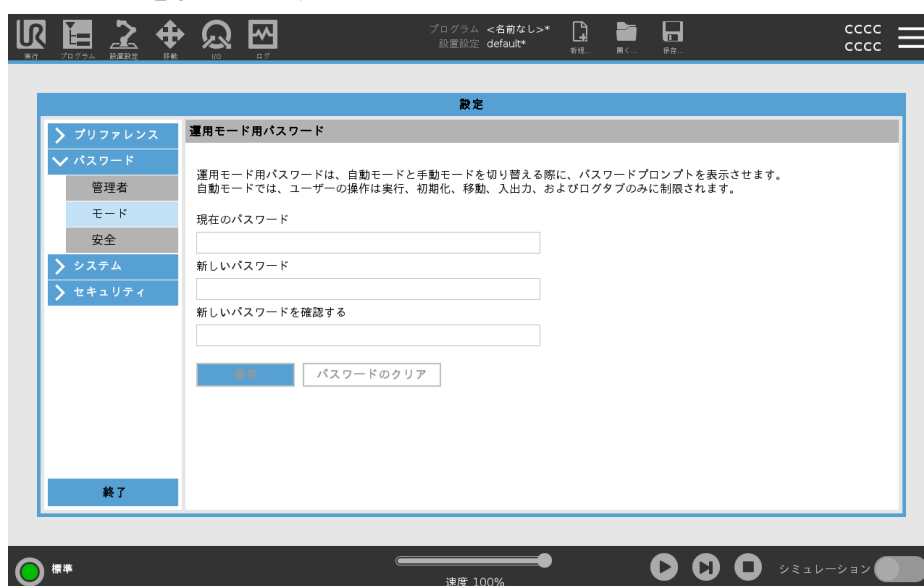 プログラム <名前なし>*
設置設定 default*
cccc
cccc
実行 プログラム 設置設定 移動 I/O ログ
新規... 開く... 保存...
設定
プリファレンス
パスワード
管理者
モード
安全
システム
セキュリティ
終了
運用モード用パスワード
運用モード用パスワードは、自動モードと手動モードを切り替える際に、パスワードプロンプトを表示させます。
自動モードでは、ユーザーの操作は実行、初期化、移動、入出力、およびログタブのみに制限されます。
現在のパスワード
新しいパスワード
新しいパスワードを確認する
適用 パスワードのクリア
標準
速度 100%
シミュレーション